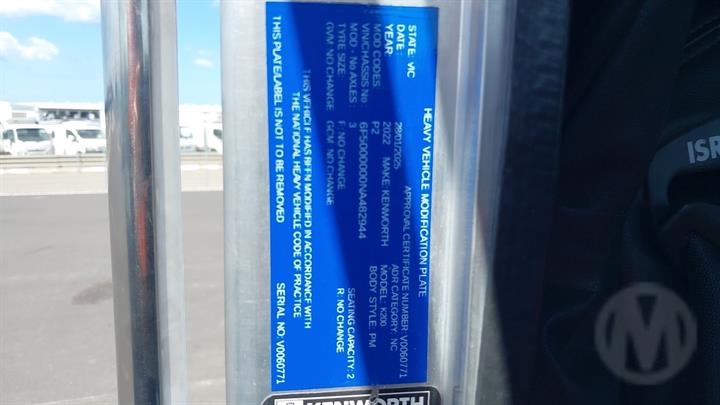 HEAVY VEHICLE MODIFICATION PLATE
STATE: VIC APPROVAL CERTIFICATE NUMBER: V0060771
DATE: 29/01/2025 ADR CATEGORY: NC
YEAR: 2022 MAKE: KENWORTH MODEL: K200
MOD CODES: P2 BODY STYLE: PM
VIN/CHASSIS No: 6F5000000NA482944
MOD - No AXLES: 3 SEATING CAPACITY: 2
TYRE SIZE: F: NO CHANGE R: NO CHANGE
GVM: NO CHANGE GCM: NO CHANGE
THIS VEHICLE HAS BEEN MODIFIED IN ACCORDANCE WITH
THE NATIONAL HEAVY VEHICLE CODE OF PRACTICE
THIS PLATE/LABEL IS NOT TO BE REMOVED SERIAL NO: V0060771
KENWORTH
ISR
M